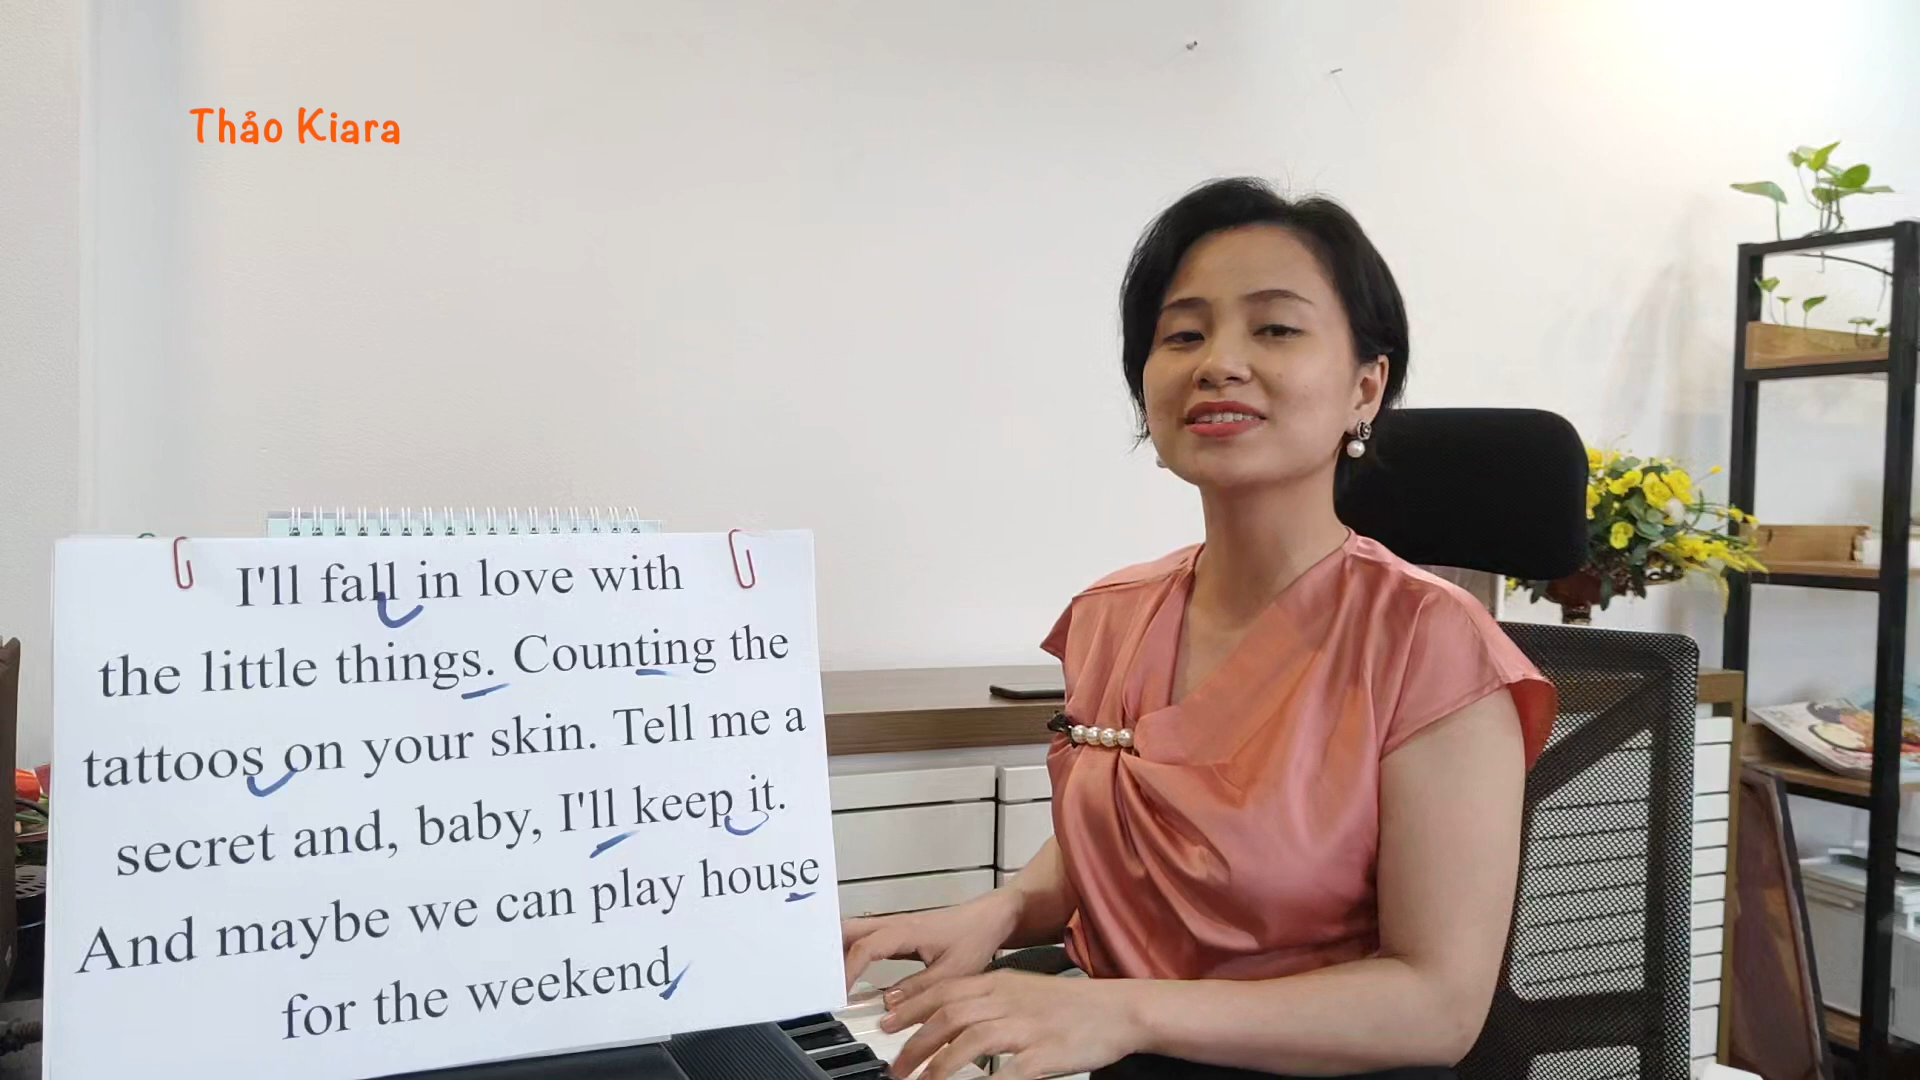 Thảo Kiara
I'll fall in love with
the little things. Counting the
tattoos on your skin. Tell me a
secret and, baby, I'll keep it.
And maybe we can play house
for the weekend